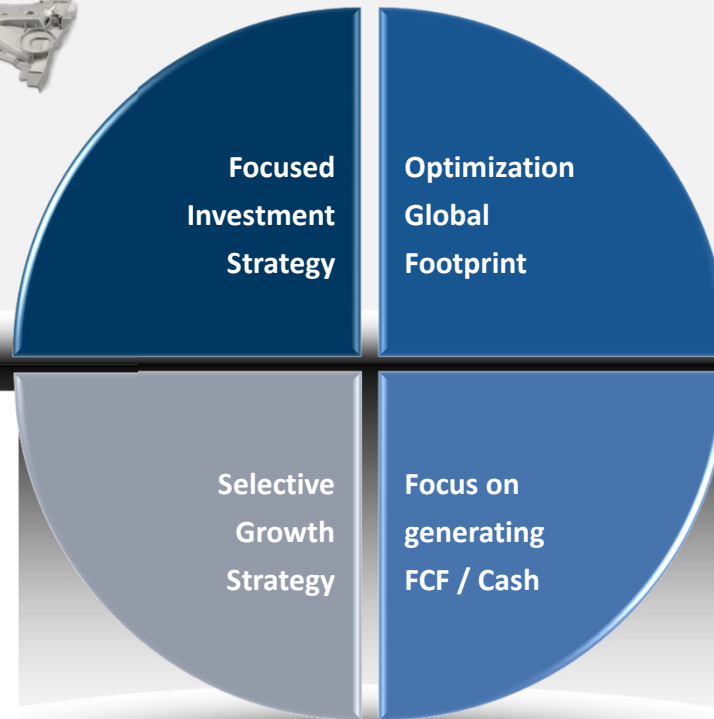 Focused
Investment
Strategy
Optimization
Global
Footprint
Selective
Growth
Strategy
Focus on
generating
FCF / Cash